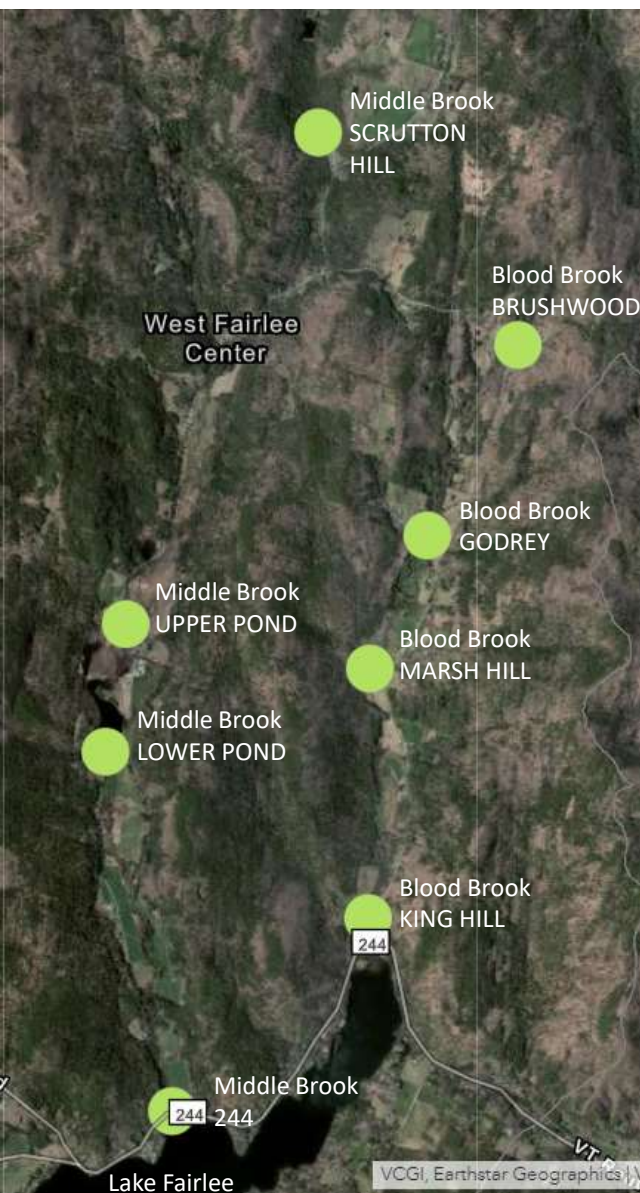 Middle Brook
SCRUTTON
HILL
Blood Brook
BRUSHWOOD
West Fairlee
Center
Blood Brook
GODREY
Middle Brook
UPPER POND
Blood Brook
MARSH HILL
Middle Brook
LOWER POND
Blood Brook
KING HILL
244
Middle Brook
244
244
VT
Lake Fairlee
VCGI, Earthstar Geographics |